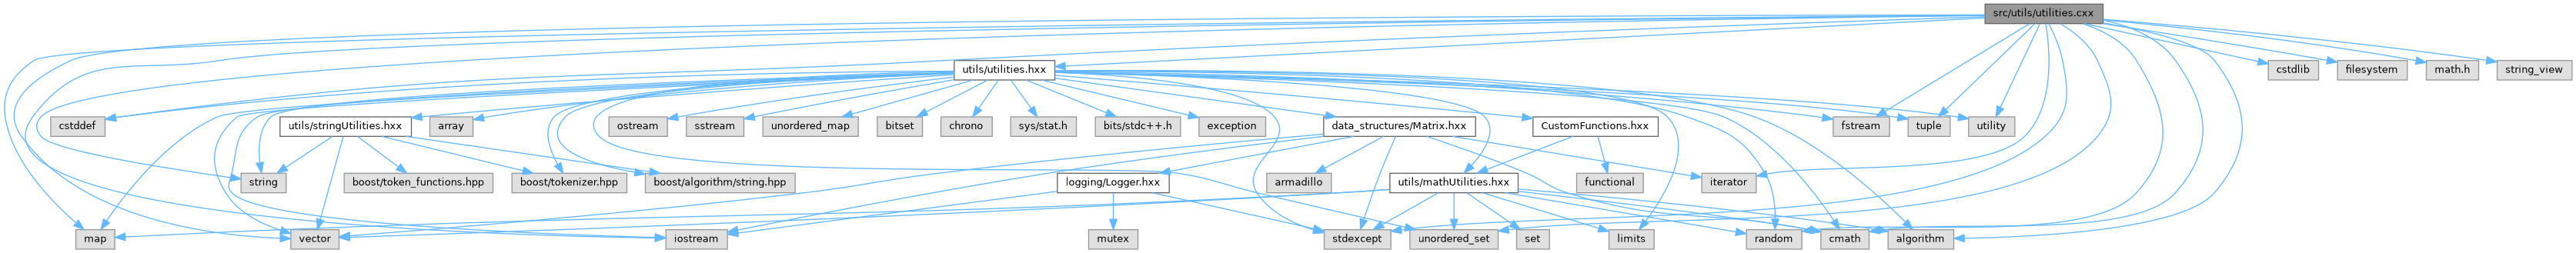 src/utils/utilities.cxx
utils/utilities.hxx
cstdlib
filesystem
math.h
string_view
cstddef
utils/stringUtilities.hxx
array
ostream
sstream
unordered_map
bitset
chrono
sys/stat.h
bits/stdc++.h
exception
data_structures/Matrix.hxx
CustomFunctions.hxx
fstream
tuple
utility
string
boost/token_functions.hpp
boost/tokenizer.hpp
boost/algorithm/string.hpp
logging/Logger.hxx
armadillo
utils/mathUtilities.hxx
functional
iterator
map
vector
iostream
mutex
stdexcept
unordered_set
set
limits
random
cmath
algorithm